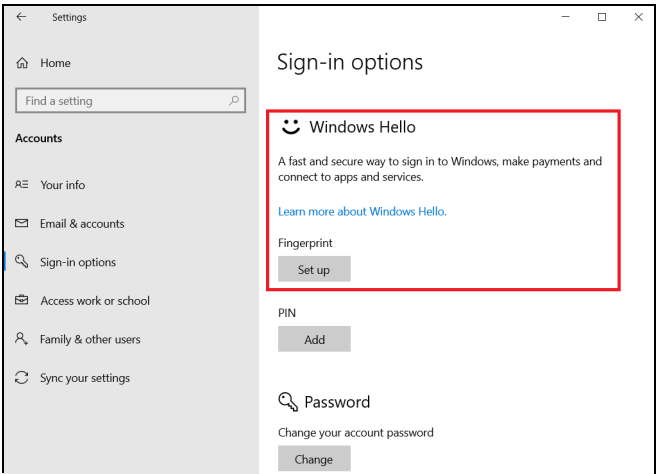 Settings
Home
Find a setting
Accounts
Your info
Email & accounts
Sign-in options
Access work or school
Family & other users
Sync your settings
Sign-in options
Windows Hello
A fast and secure way to sign in to Windows, make payments and
connect to apps and services.
Learn more about Windows Hello.
Fingerprint
Set up
PIN
Add
Password
Change your account password
Change